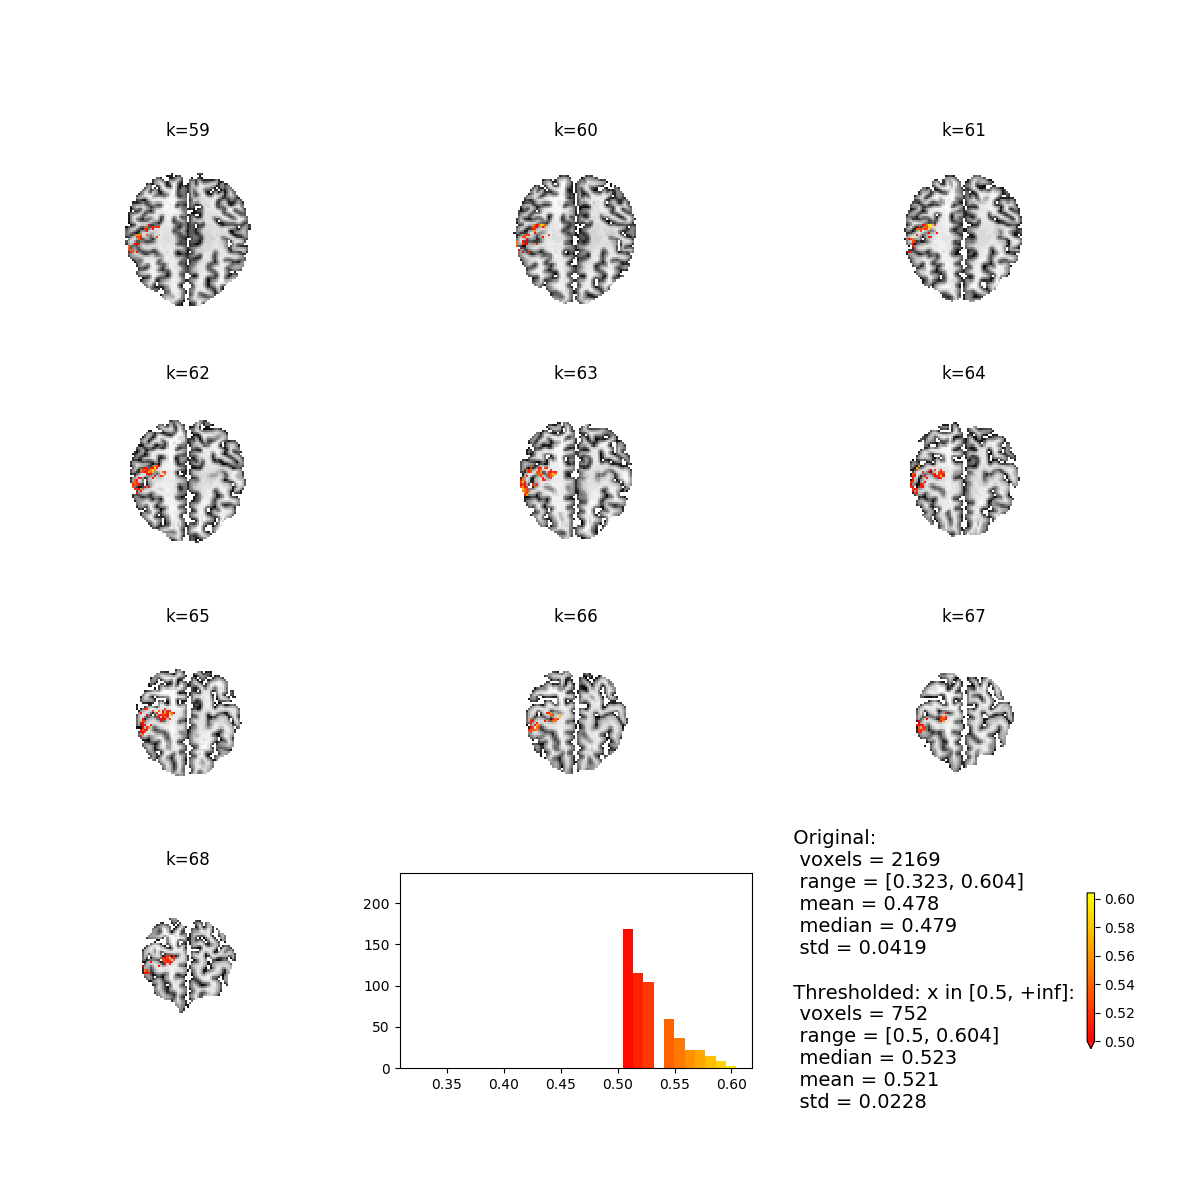 k=59
k=60
k=61
k=62
k=63
k=64
k=65
k=66
k=67
k=68
200
150
100
50
0
0.35 0.40 0.45 0.50 0.55 0.60
Original:
voxels = 2169
range = [0.323, 0.604]
mean = 0.478
median = 0.479
std = 0.0419
Thresholded: x in [0.5, +inf]:
voxels = 752
range = [0.5, 0.604]
median = 0.523
mean = 0.521
std = 0.0228
0.60
0.58
0.56
0.54
0.52
0.50